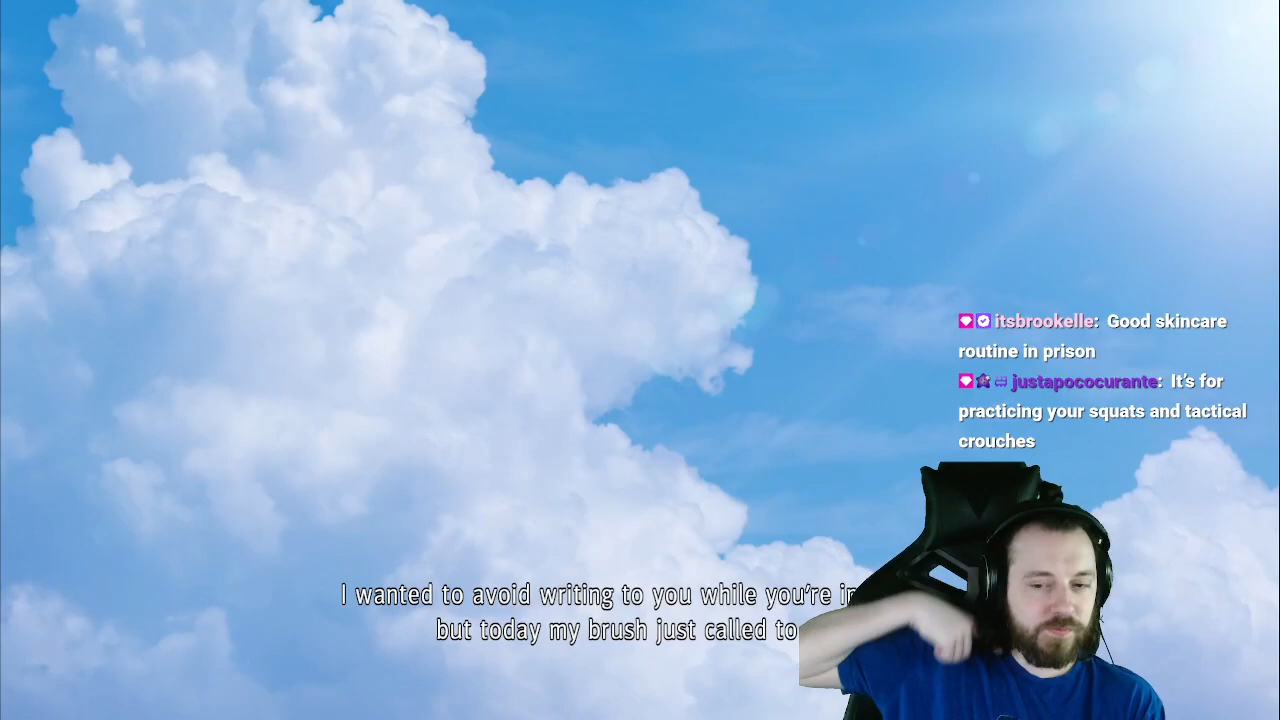 itsbrookelle: Good skincare
routine in prison
justapococurante: It’s for
practicing your squats and tactical
crouches
I wanted to avoid writing to you while you’re
but today my brush just called to